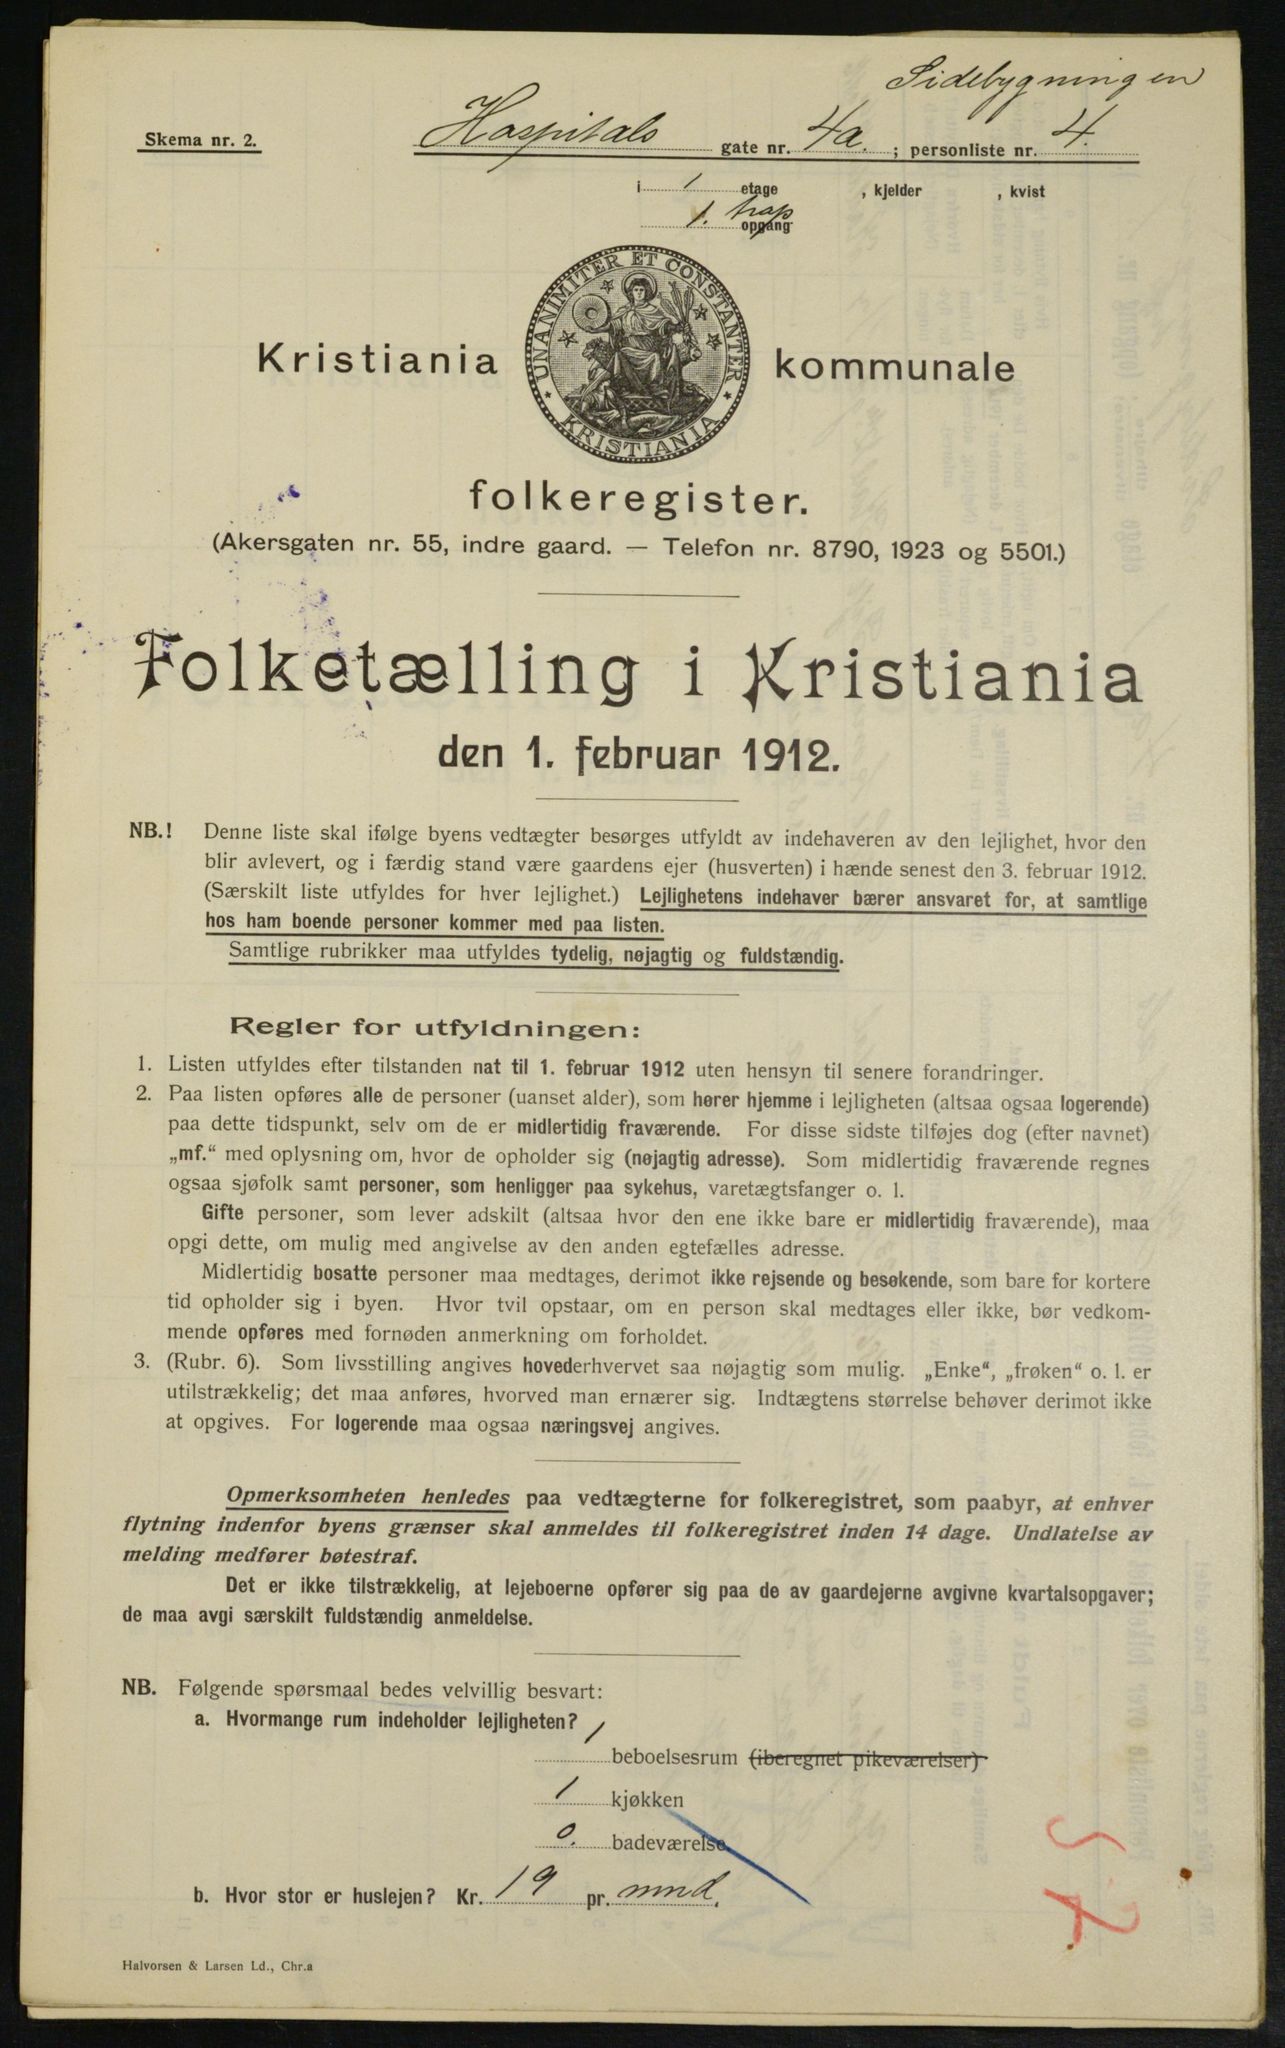 Sidebygningen
Skema nr. 2.
Hospitals gate nr. 4a. ; personliste nr. 4.
i 1 etage , kjelder , kvist
1. trap opgang
UNANIMITER ET CONSTANTER
KRISTIANIA
Kristiania kommunale
folkeregister.
(Akersgaten nr. 55, indre gaard. — Telefon nr. 8790, 1923 og 5501.)
Folketælling i Kristiania
den 1. februar 1912.
NB.! Denne liste skal ifølge byens vedtægter besørges utfyldt av indehaveren av den lejlighet, hvor den
blir avlevert, og i færdig stand være gaardens ejer (husverten) i hænde senest den 3. februar 1912.
(Særskilt liste utfyldes for hver lejlighet.) Lejlighetens indehaver bærer ansvaret for, at samtlige
hos ham boende personer kommer med paa listen.
Samtlige rubrikker maa utfyldes tydelig, nøjagtig og fuldstændig.
Regler for utfyldningen:
1. Listen utfyldes efter tilstanden nat til 1. februar 1912 uten hensyn til senere forandringer.
2. Paa listen opføres alle de personer (uanset alder), som hører hjemme i lejligheten (altsaa ogsaa logerende)
paa dette tidspunkt, selv om de er midlertidig fraværende. For disse sidste tilføjes dog (efter navnet)
„mf.“ med oplysning om, hvor de opholder sig (nøjagtig adresse). Som midlertidig fraværende regnes
ogsaa sjøfolk samt personer, som henligger paa sykehus, varetægtsfanger o. l.
Gifte personer, som lever adskilt (altsaa hvor den ene ikke bare er midlertidig fraværende), maa
opgi dette, om mulig med angivelse av den anden egtefælles adresse.
Midlertidig bosatte personer maa medtages, derimot ikke rejsende og besøkende, som bare for kortere
tid opholder sig i byen. Hvor tvil opstaar, om en person skal medtages eller ikke, bør vedkom-
mende opføres med fornøden anmerkning om forholdet.
3. (Rubr. 6). Som livsstilling angives hovederhvervet saa nøjagtig som mulig. „Enke“, „frøken“ o. l. er
utilstrækkelig; det maa anføres, hvorved man ernærer sig. Indtægtens størrelse behøver derimot ikke
at opgives. For logerende maa ogsaa næringsvej angives.
Opmerksomheten henledes paa vedtægterne for folkeregistret, som paabyr, at enhver
flytning indenfor byens grænser skal anmeldes til folkeregistret inden 14 dage. Undlatelse av
melding medfører bøtestraf.
Det er ikke tilstrækkelig, at lejeboerne opfører sig paa de av gaardejerne avgivne kvartalsopgaver;
de maa avgi særskilt fuldstændig anmeldelse.
NB. Følgende spørsmaal bedes velvillig besvart:
a. Hvormange rum indeholder lejligheten?
1 beboelsesrum (iberegnet pikeværelser)
1 kjøkken
0. badeværelse
b. Hvor stor er huslejen? Kr. 19 pr. mnd.
Halvorsen & Larsen Ld., Chr.a